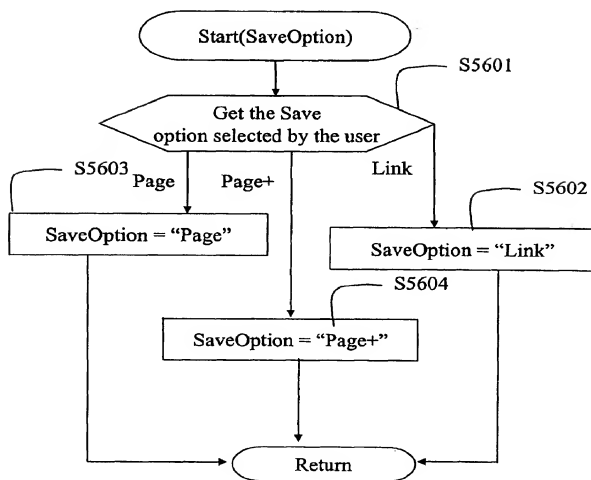 Start(SaveOption)
S5601
Get the Save
option selected by the user
S5603
Page
Page+
Link
S5602
SaveOption = “Page”
SaveOption = “Link”
S5604
SaveOption = “Page+”
Return